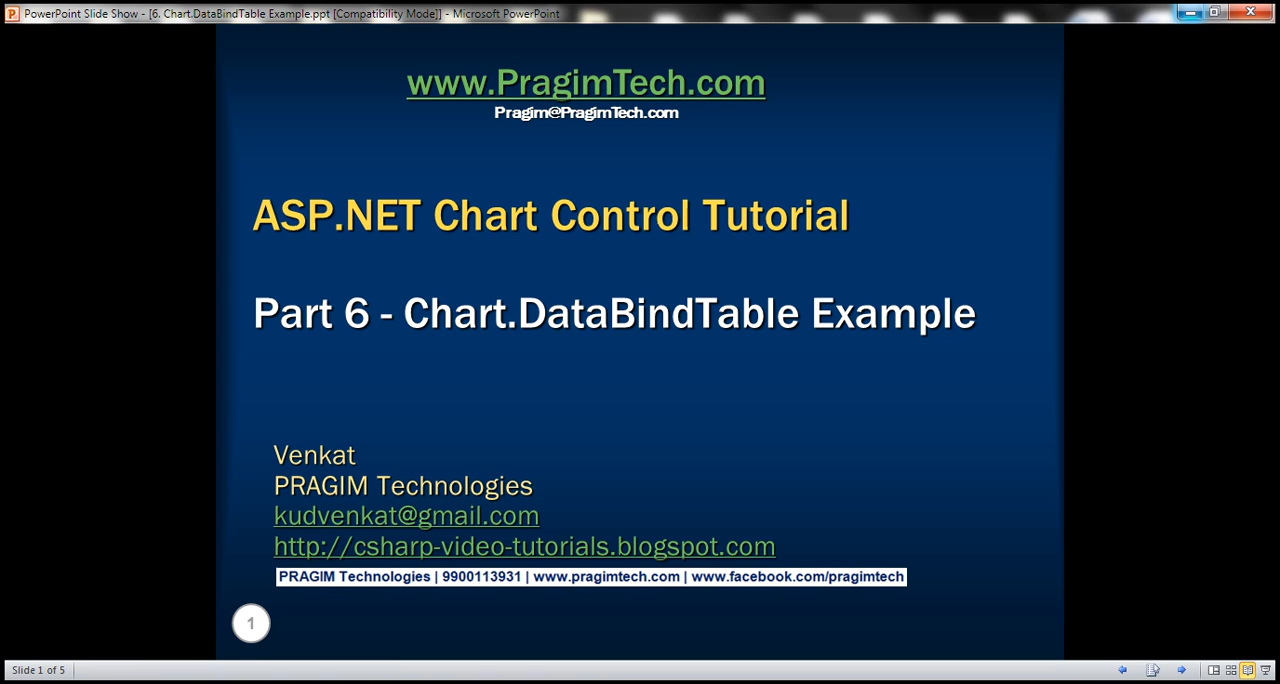 PowerPoint Slide Show - [6. Chart.DataBindTable Example.ppt [Compatibility Mode]] - Microsoft PowerPoint
www.PragimTech.com
Pragim@PragimTech.com
ASP.NET Chart Control Tutorial
Part 6 - Chart.DataBindTable Example
Venkat
PRAGIM Technologies
kudvenkat@gmail.com
http://csharp-video-tutorials.blogspot.com
PRAGIM Technologies | 9900113931 | www.pragimtech.com | www.facebook.com/pragimtech
1
Slide 1 of 5